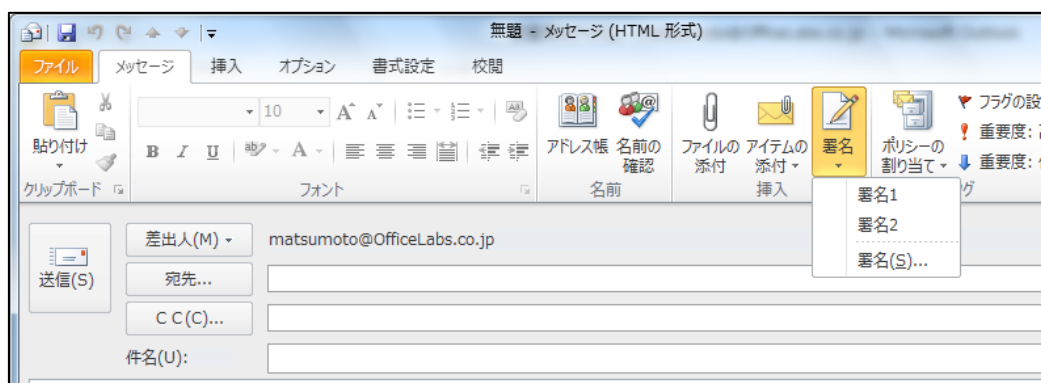 無題 - メッセージ (HTML 形式)
ファイル メッセージ 挿入 オプション 書式設定 校閲
貼り付け
クリップボード
10
B I U
フォント
アドレス帳 名前の確認
名前
ファイルの添付 アイテムの添付 署名
挿入
ポリシーの割り当て
フラグの設
重要度:
重要度:
グ
署名1
署名2
署名(S)...
送信(S)
差出人(M) matsumoto@OfficeLabs.co.jp
宛先...
C C(C)...
件名(U):